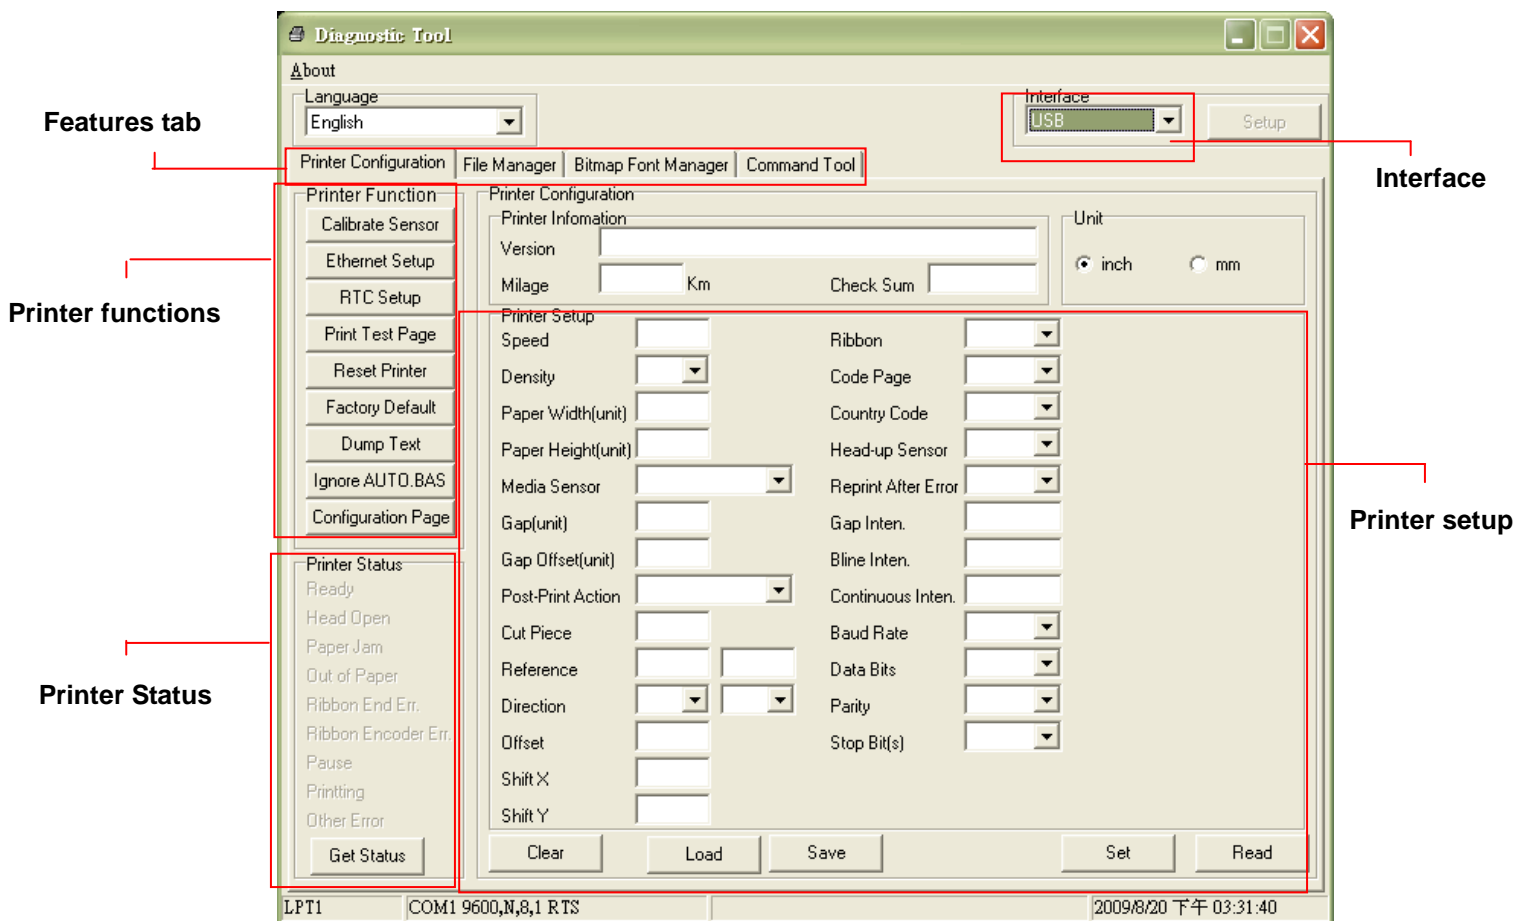 Diagnostic Tool
About
Language
English
Interface
USB
Setup
Features tab
Interface
Printer Configuration
File Manager
Bitmap Font Manager
Command Tool
Printer Function
Calibrate Sensor
Ethernet Setup
RTC Setup
Print Test Page
Reset Printer
Factory Default
Dump Text
Ignore AUTO.BAS
Configuration Page
Printer functions
Printer Configuration
Printer Infomation
Version
Milage
Km
Check Sum
Unit
inch
mm
Printer Setup
Speed
Density
Paper Width(unit)
Paper Height(unit)
Media Sensor
Gap(unit)
Gap Offset(unit)
Post-Print Action
Cut Piece
Reference
Direction
Offset
Shift X
Shift Y
Ribbon
Code Page
Country Code
Head-up Sensor
Reprint After Error
Gap Inten.
Bline Inten.
Continuous Inten.
Baud Rate
Data Bits
Parity
Stop Bit(s)
Printer setup
Printer Status
Ready
Head Open
Paper Jam
Out of Paper
Ribbon End Err.
Ribbon Encoder Err.
Pause
Printting
Other Error
Get Status
Printer Status
Clear
Load
Save
Set
Read
LPT1
COM1 9600,N,8,1 RTS
2009/8/20 下午 03:31:40